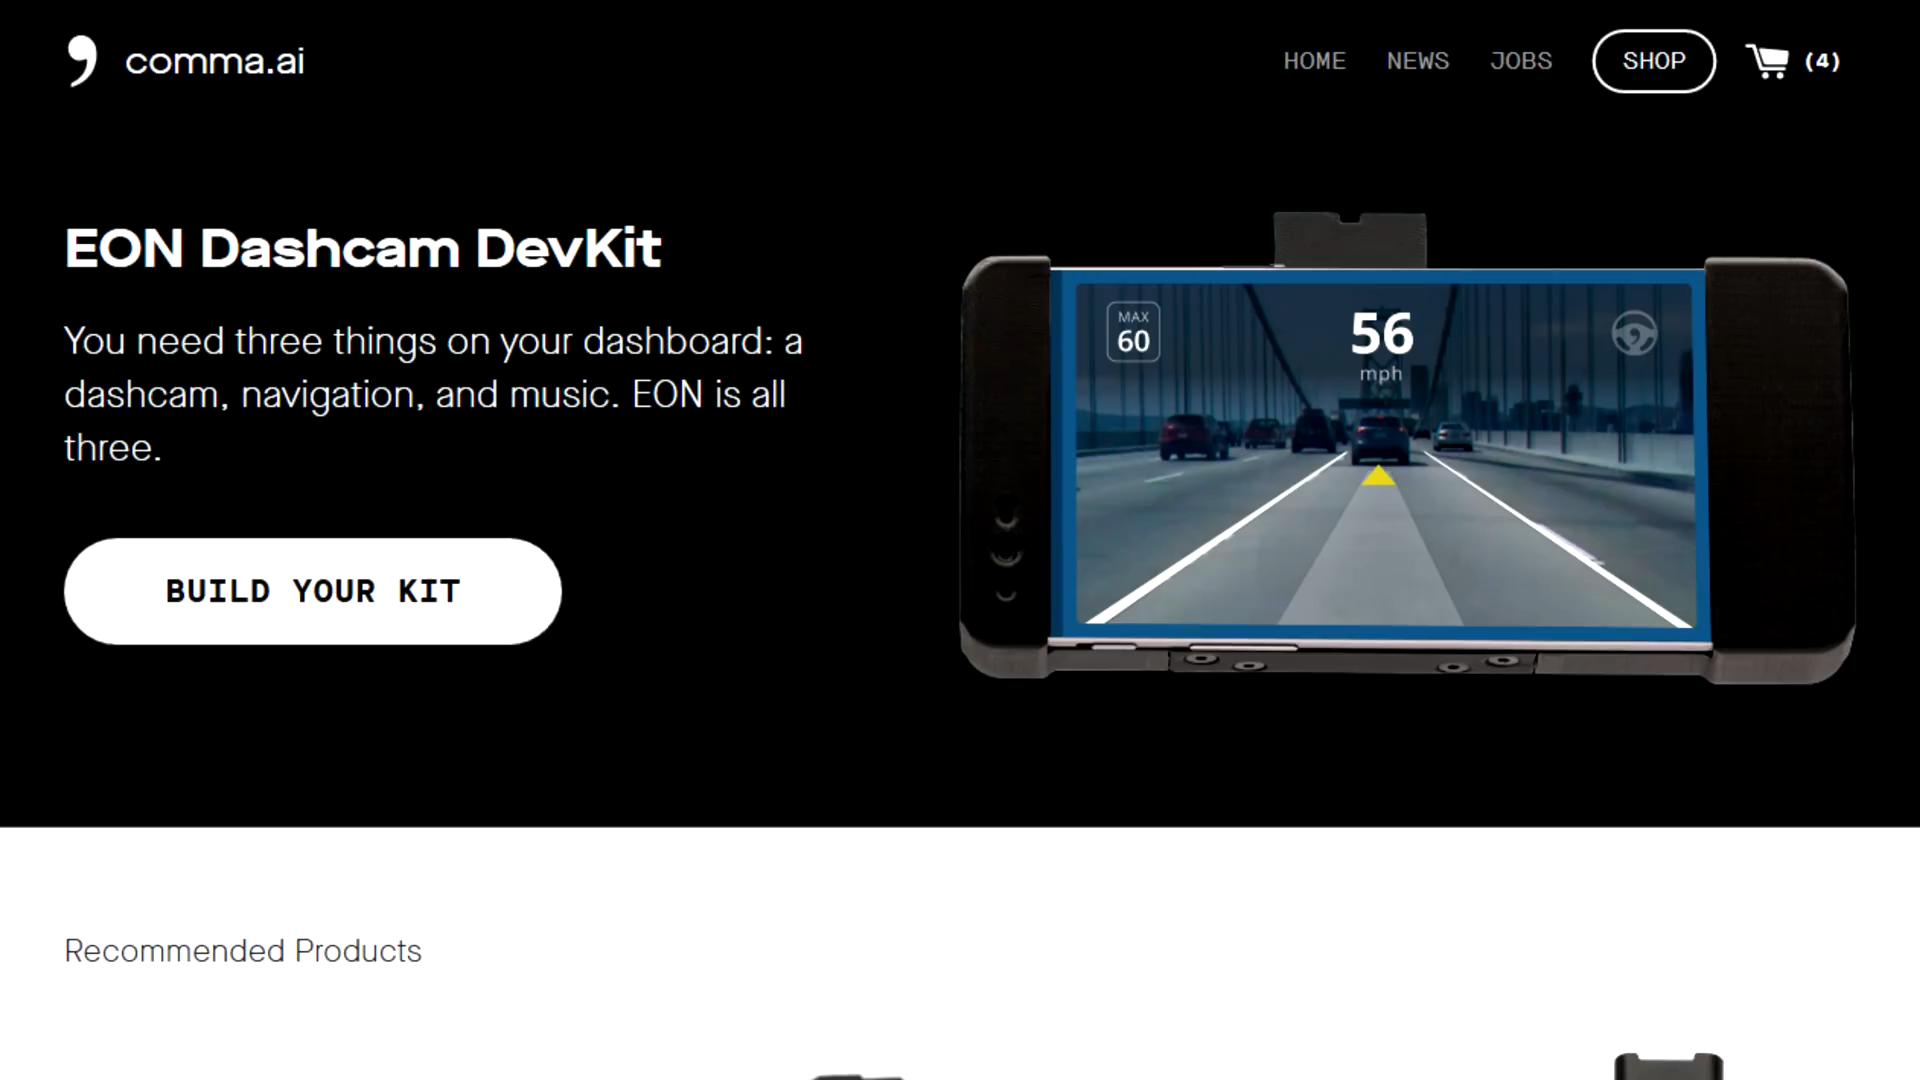 comma.ai
HOME NEWS JOBS SHOP (4)
EON Dashcam DevKit
You need three things on your dashboard: a
dashcam, navigation, and music. EON is all
three.
BUILD YOUR KIT
MAX
60
56
mph
Recommended Products